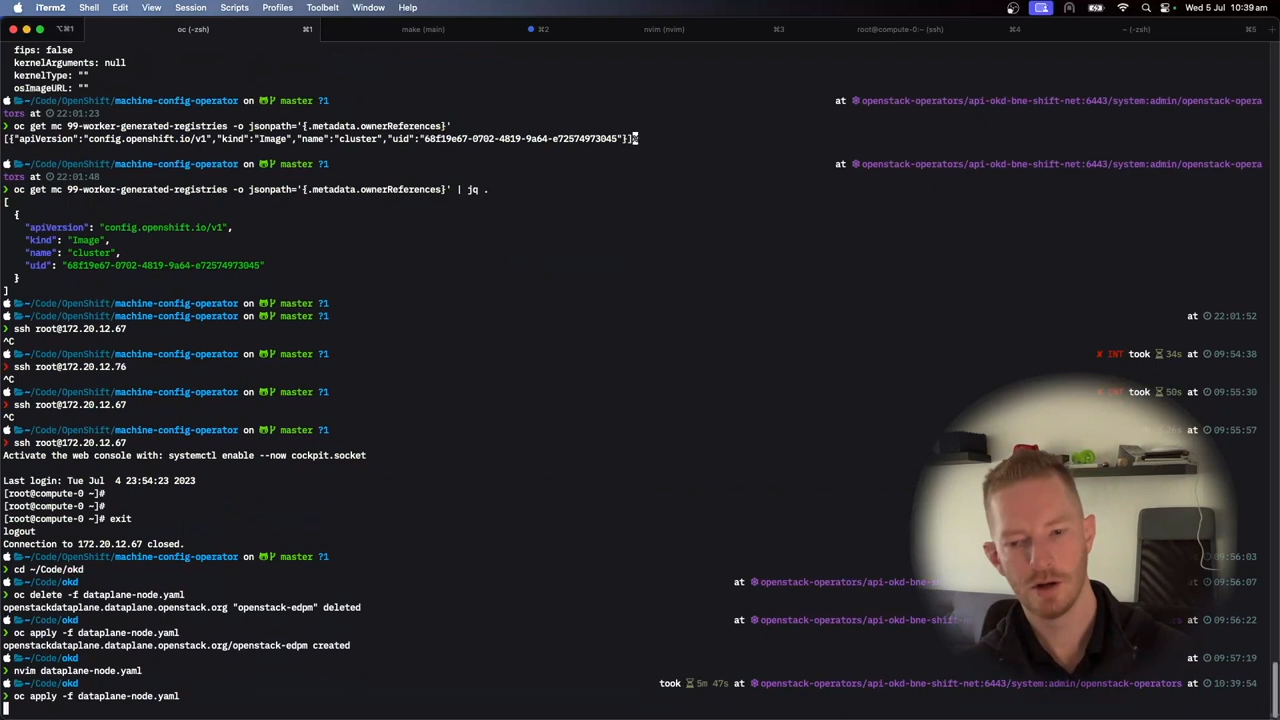 iTerm2 Shell Edit View Session Scripts Profiles Toolbelt Window Help Wed 5 Jul 10:39 am
⌥⌘1 oc (-zsh) ⌘1 make (main) ⌘2 nvim (nvim) ⌘3 root@compute-0:~ (ssh) ⌘4 ~ (-zsh) ⌘5
fips: false
kernelArguments: null
kernelType: ""
osImageURL: ""
~/Code/OpenShift/machine-config-operator on master ?1 at openstack-operators/api-okd-bne-shift-net:6443/system:admin/openstack-opera
tors at 22:01:23
❯ oc get mc 99-worker-generated-registries -o jsonpath='{.metadata.ownerReferences}'
[{"apiVersion":"config.openshift.io/v1","kind":"Image","name":"cluster","uid":"68f19e67-0702-4819-9a64-e72574973045"}]%
~/Code/OpenShift/machine-config-operator on master ?1 at openstack-operators/api-okd-bne-shift-net:6443/system:admin/openstack-opera
tors at 22:01:48
❯ oc get mc 99-worker-generated-registries -o jsonpath='{.metadata.ownerReferences}' | jq .
[
{
"apiVersion": "config.openshift.io/v1",
"kind": "Image",
"name": "cluster",
"uid": "68f19e67-0702-4819-9a64-e72574973045"
}
]
~/Code/OpenShift/machine-config-operator on master ?1
~/Code/OpenShift/machine-config-operator on master ?1 at 22:01:52
❯ ssh root@172.20.12.67
^C
~/Code/OpenShift/machine-config-operator on master ?1 ✘ INT took 34s at 09:54:38
❯ ssh root@172.20.12.76
^C
~/Code/OpenShift/machine-config-operator on master ?1 INT took 50s at 09:55:30
❯ ssh root@172.20.12.67
^C
~/Code/OpenShift/machine-config-operator on master ?1 at 09:55:57
❯ ssh root@172.20.12.67
Activate the web console with: systemctl enable --now cockpit.socket
Last login: Tue Jul 4 23:54:23 2023
[root@compute-0 ~]#
[root@compute-0 ~]#
[root@compute-0 ~]# exit
logout
Connection to 172.20.12.67 closed.
~/Code/OpenShift/machine-config-operator on master ?1 09:56:03
❯ cd ~/Code/okd
~/Code/okd at openstack-operators/api-okd-bne-sh 09:56:07
❯ oc delete -f dataplane-node.yaml
openstackdataplane.dataplane.openstack.org "openstack-edpm" deleted
~/Code/okd at openstack-operators/api-okd-bne-shif 09:56:22
❯ oc apply -f dataplane-node.yaml
openstackdataplane.dataplane.openstack.org/openstack-edpm created
~/Code/okd at 09:57:19
❯ nvim dataplane-node.yaml
~/Code/okd took 5m 47s at openstack-operators/api-okd-bne-shift-net:6443/system:admin/openstack-operators at 10:39:54
❯ oc apply -f dataplane-node.yaml